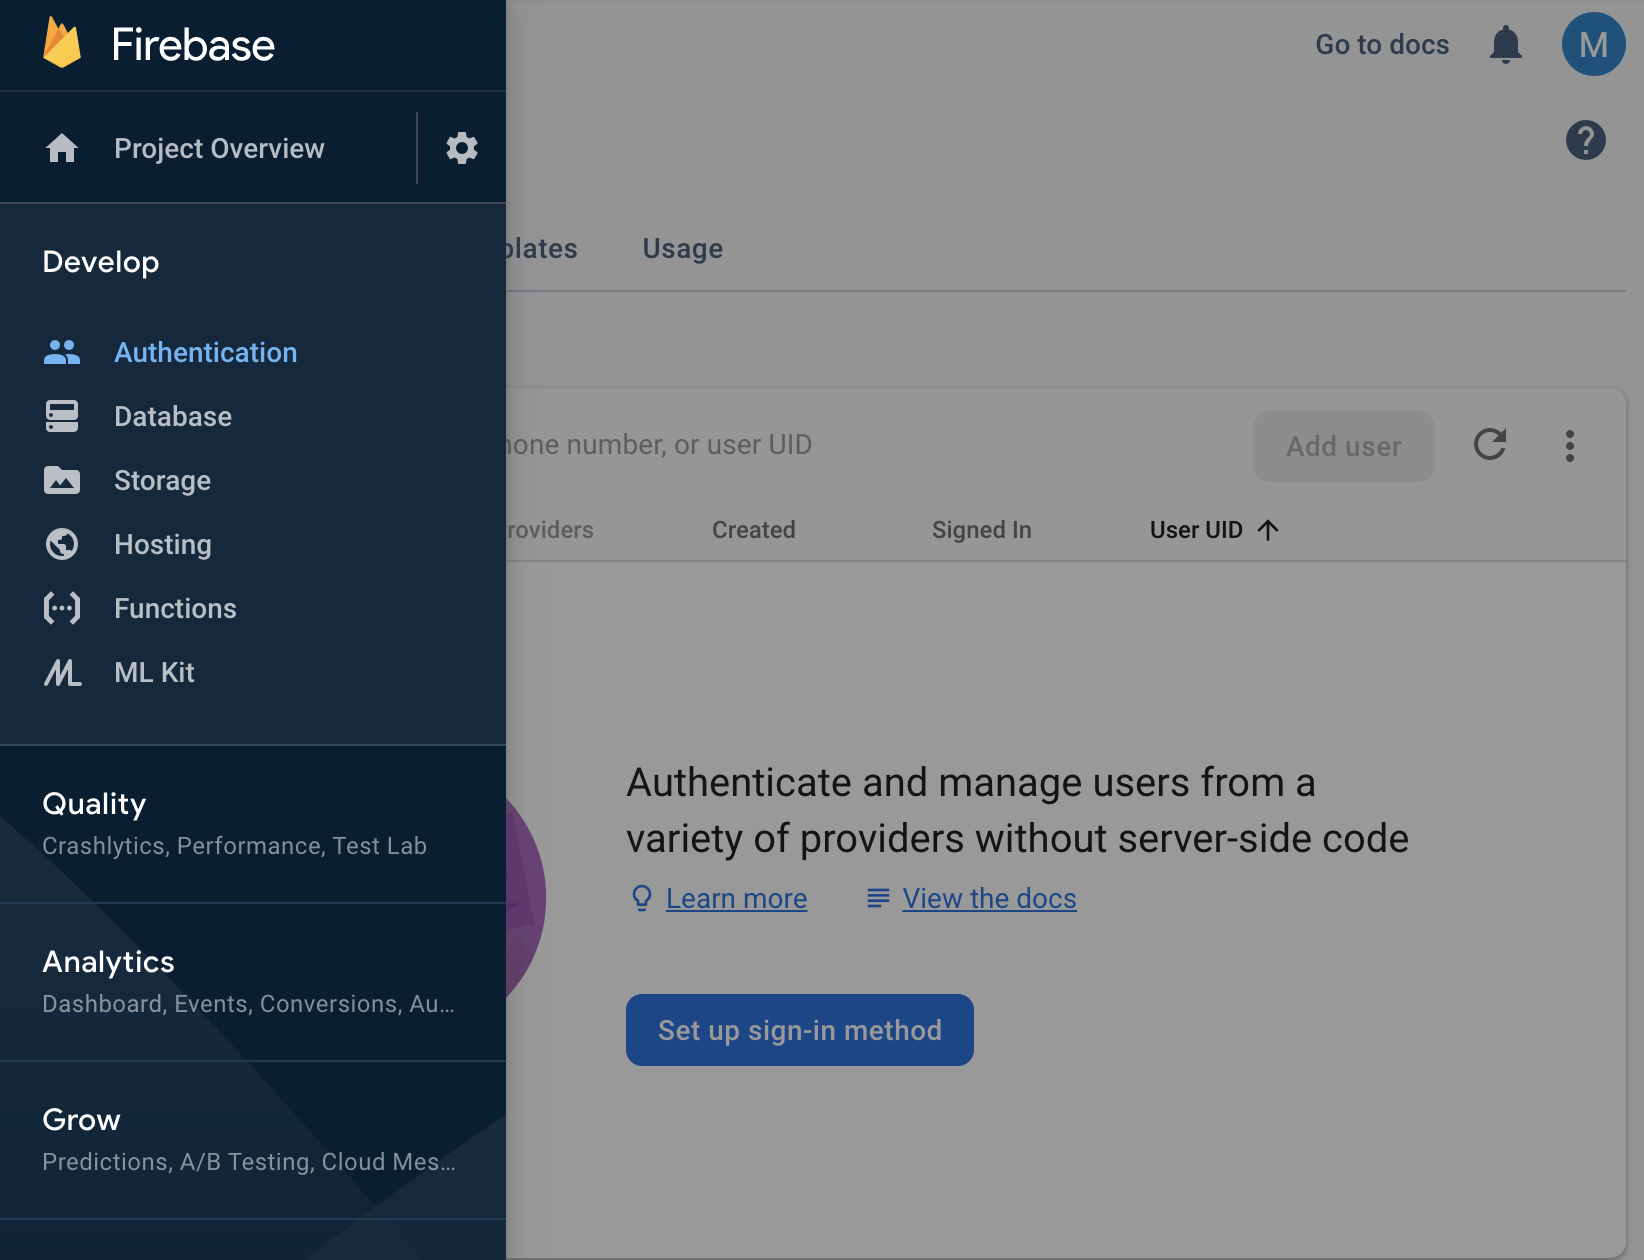 Firebase
Go to docs
M
Project Overview
Usage
Develop
Authentication
Database
Storage
Hosting
Functions
ML Kit
number, or user UID
Add user
Created
Signed In
User UID
Authenticate and manage users from a
variety of providers without server-side code
Learn more
View the docs
Set up sign-in method
Quality
Crashlytics, Performance, Test Lab
Analytics
Dashboard, Events, Conversions, Au...
Grow
Predictions, A/B Testing, Cloud Mes...